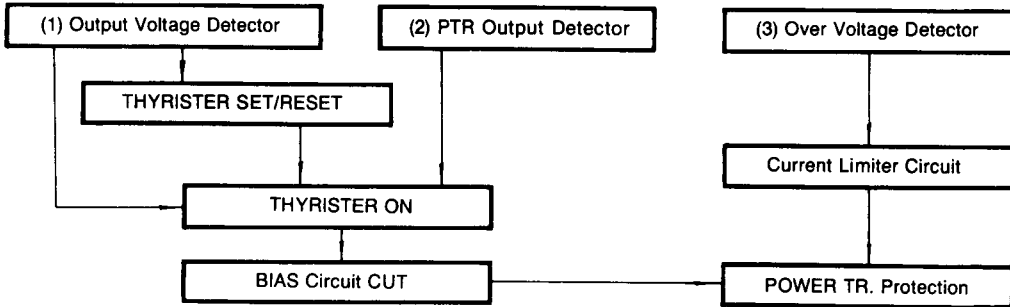 (1) Output Voltage Detector
(2) PTR Output Detector
(3) Over Voltage Detector
THYRISTER SET/RESET
Current Limiter Circuit
THYRISTER ON
BIAS Circuit CUT
POWER TR. Protection